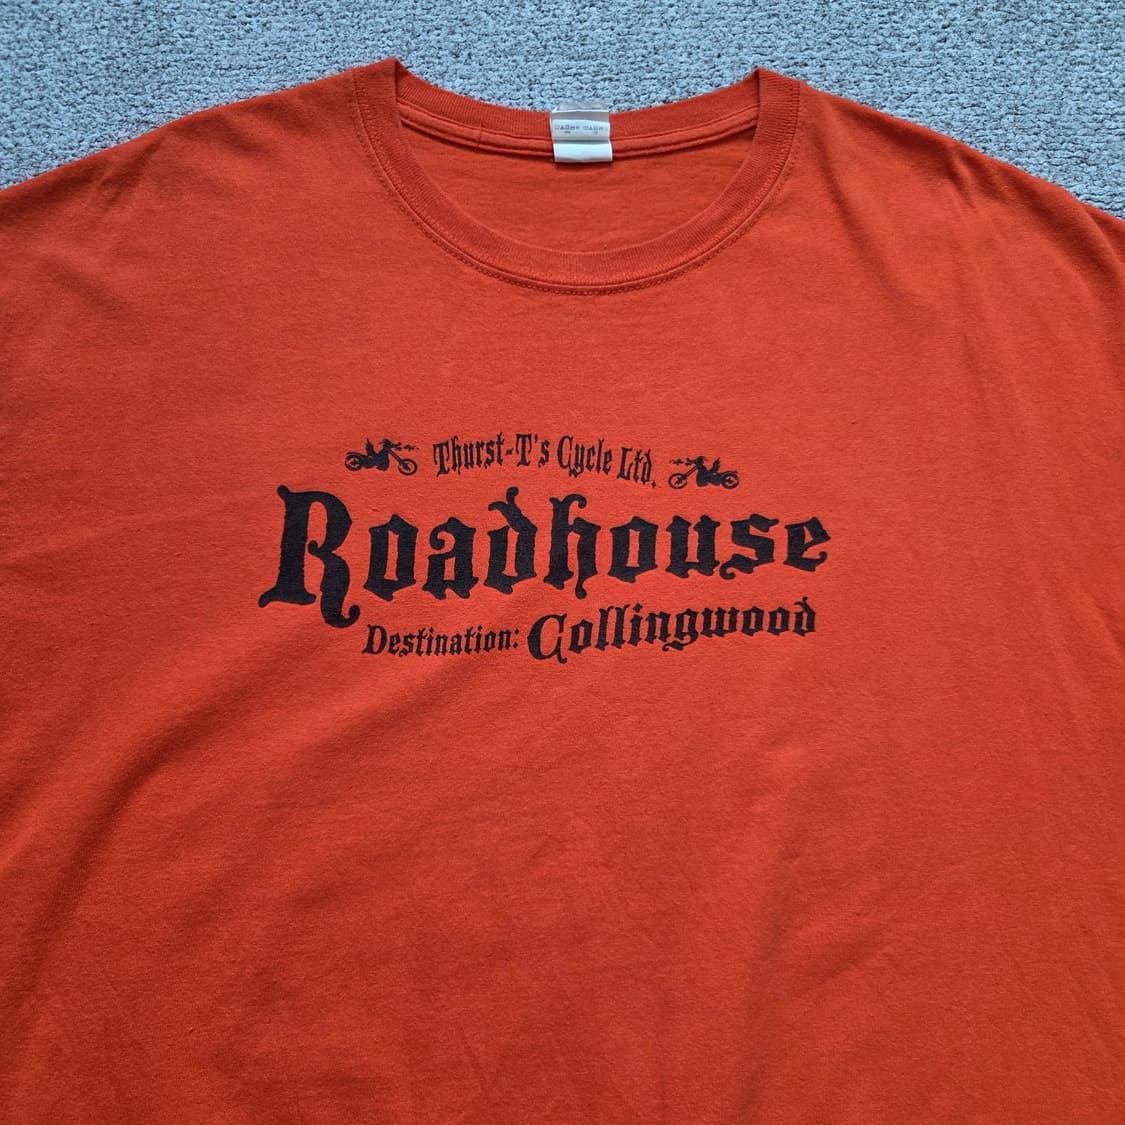 Thurst-T's Cycle Ltd.
Roadhouse
Destination: Collingwood